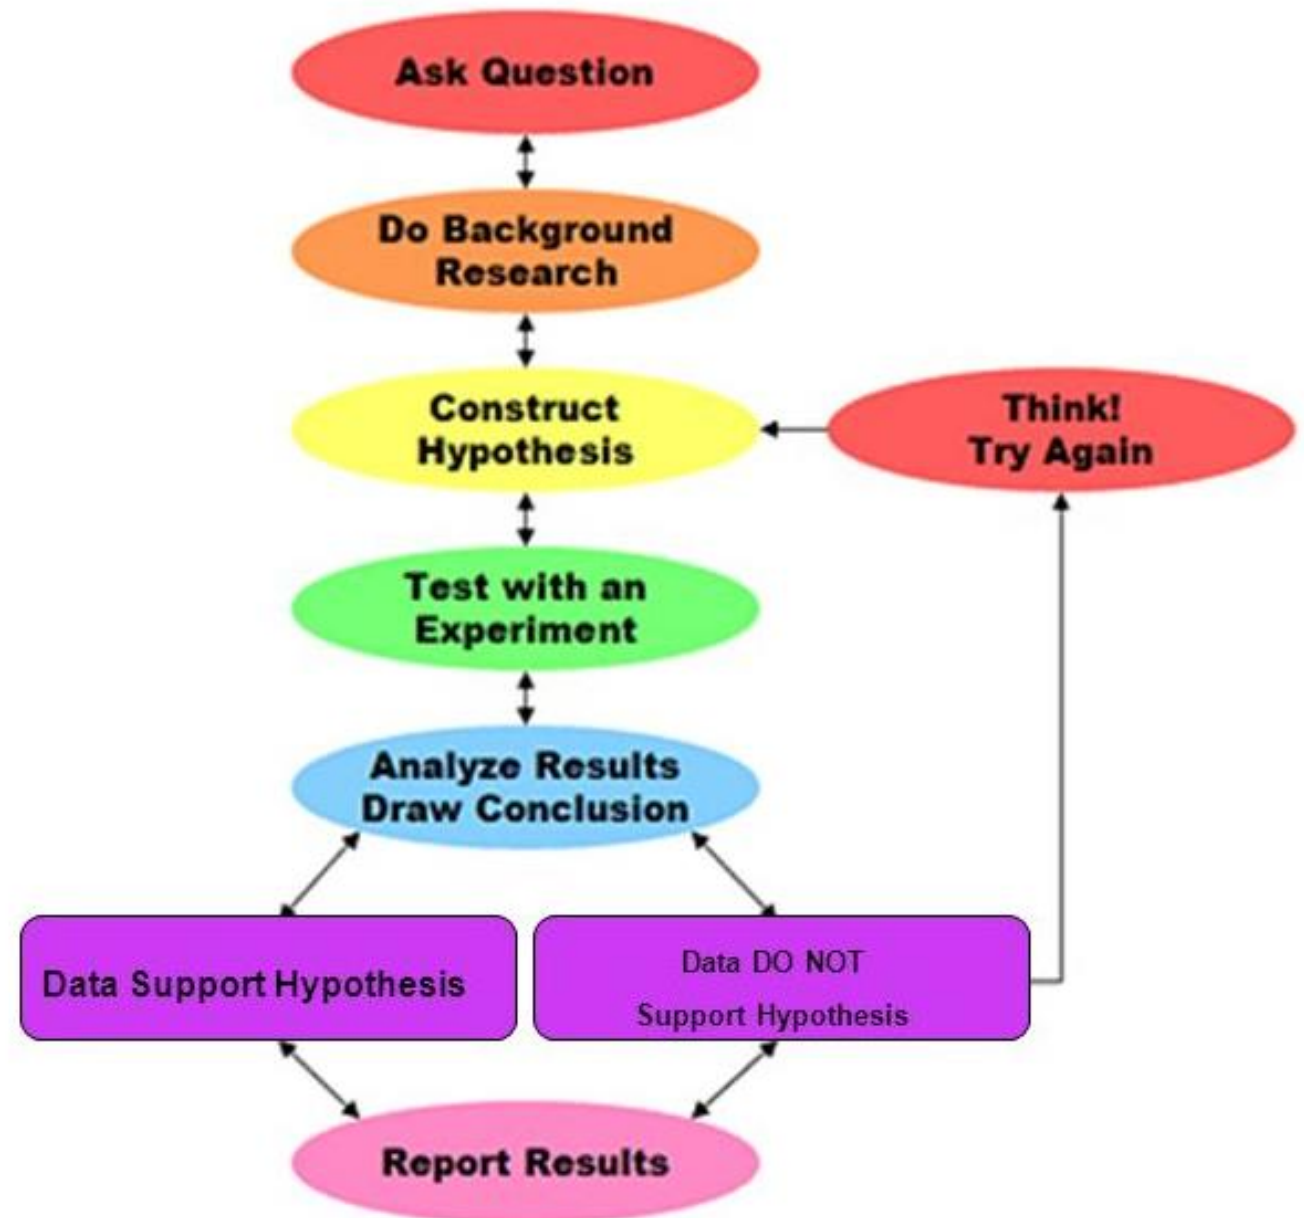 Ask Question
Do Background
Research
Construct
Hypothesis
Think!
Try Again
Test with an
Experiment
Analyze Results
Draw Conclusion
Data Support Hypothesis
Data DO NOT
Support Hypothesis
Report Results